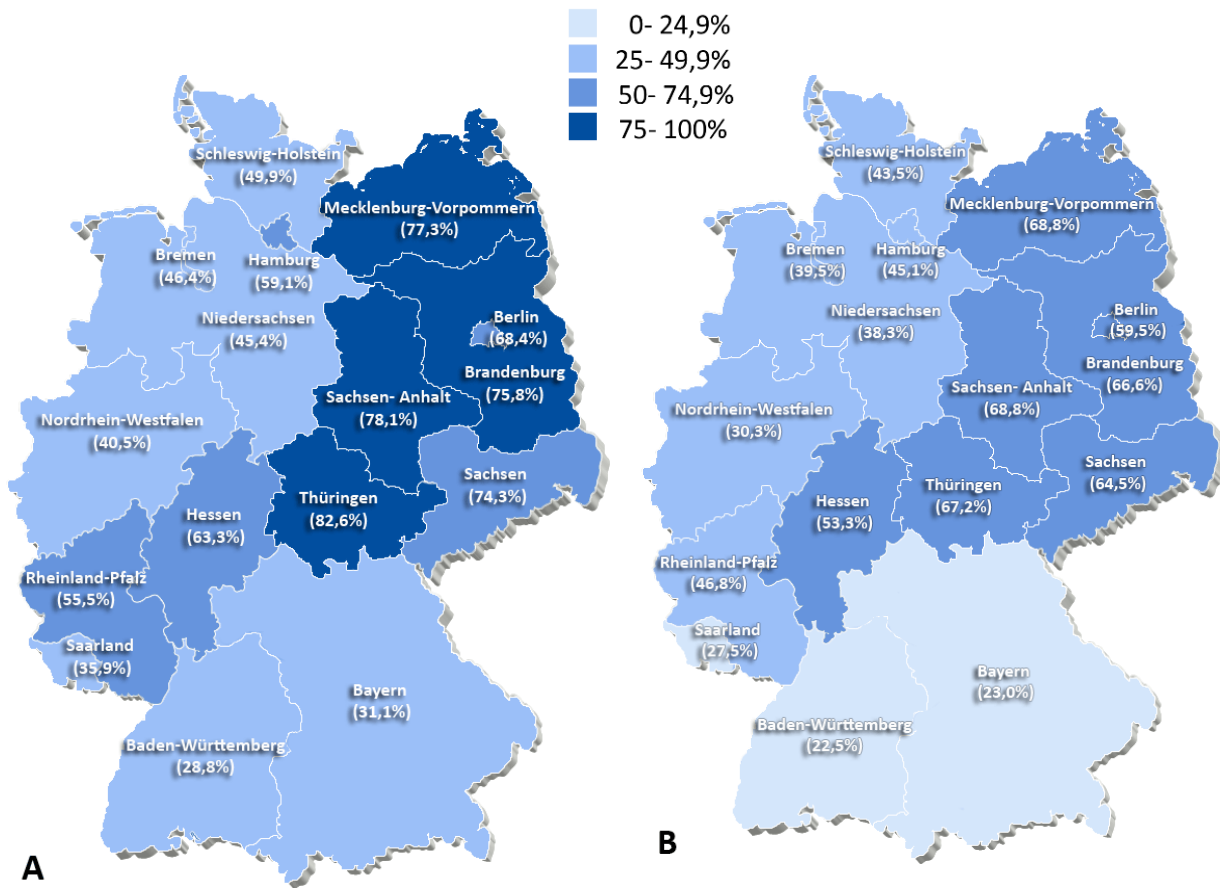 0- 24,9%
25- 49,9%
50- 74,9%
75- 100%
Schleswig-Holstein
(49,9%)
Mecklenburg-Vorpommern
(77,3%)
Bremen
(46,4%)
Hamburg
(59,1%)
Niedersachsen
(45,4%)
Berlin
(68,4%)
Brandenburg
(75,8%)
Sachsen- Anhalt
(78,1%)
Nordrhein-Westfalen
(40,5%)
Sachsen
(74,3%)
Thüringen
(82,6%)
Hessen
(63,3%)
Rheinland-Pfalz
(55,5%)
Saarland
(35,9%)
Bayern
(31,1%)
Baden-Württemberg
(28,8%)
A
Schleswig-Holstein
(43,5%)
Mecklenburg-Vorpommern
(68,8%)
Bremen
(39,5%)
Hamburg
(45,1%)
Niedersachsen
(38,3%)
Berlin
(59,5%)
Brandenburg
(66,6%)
Sachsen- Anhalt
(68,8%)
Nordrhein-Westfalen
(30,3%)
Sachsen
(64,5%)
Thüringen
(67,2%)
Hessen
(53,3%)
Rheinland-Pfalz
(46,8%)
Saarland
(27,5%)
Bayern
(23,0%)
Baden-Württemberg
(22,5%)
B